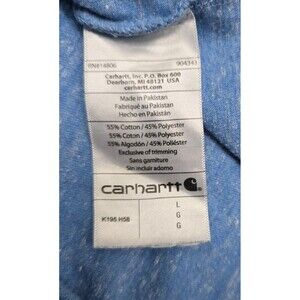 RN#14806 904343
Carhartt, Inc. P.O. Box 600
Dearborn, MI 48121 USA
carhartt.com
Made in Pakistan
Fabriqué au Pakistan
Hecho en Pakistán
55% Cotton / 45% Polyester
55% Coton / 45% Polyester
55% Algodón / 45% Poliéster
Exclusive of trimming
Sans garniture
Sin incluir adorno
carhartt
L
K195 H58 G
G